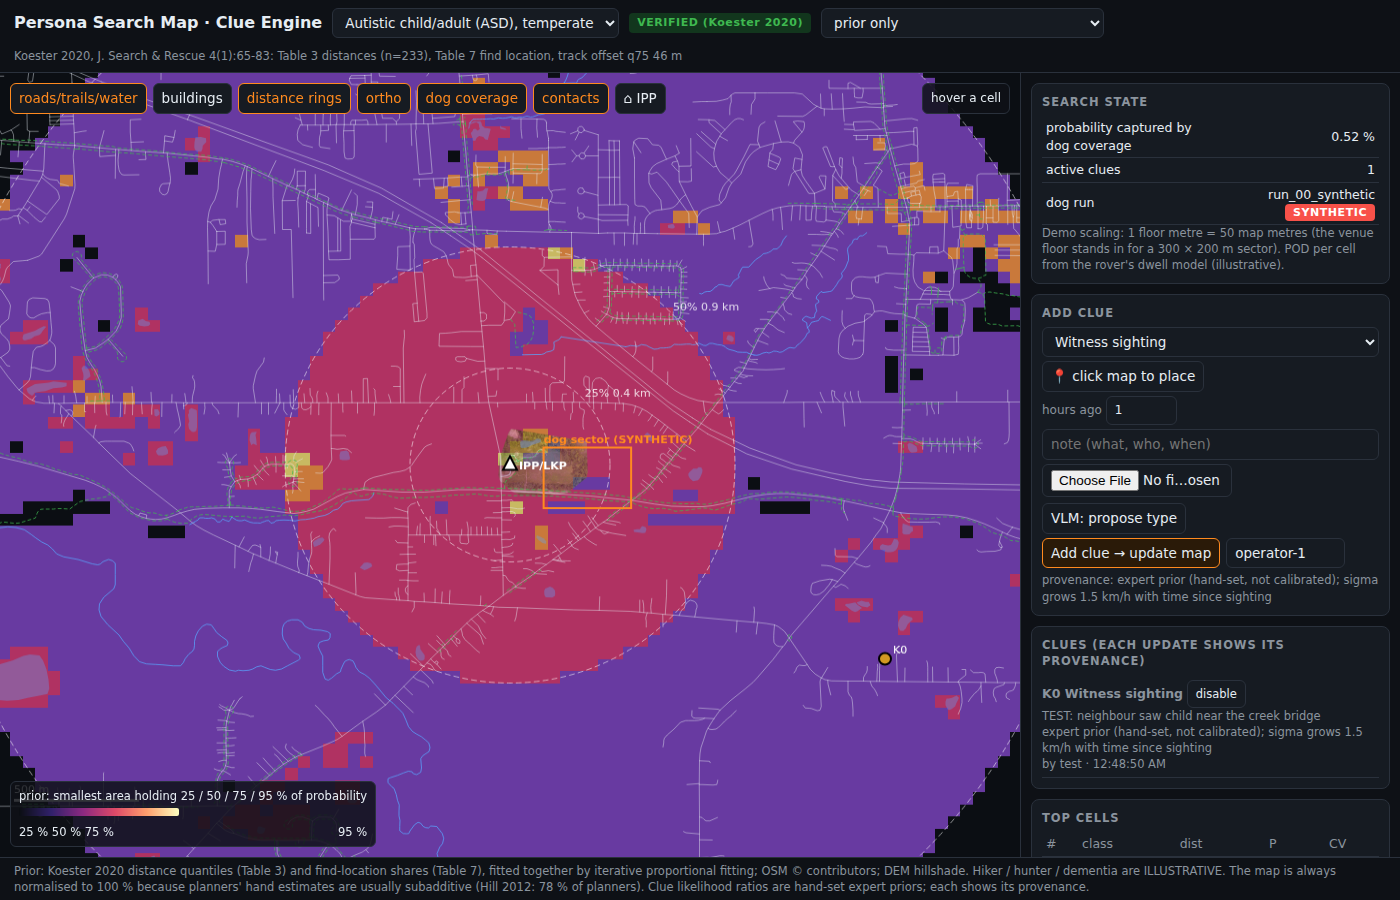 Persona Search Map · Clue Engine
Autistic child/adult (ASD), temperate
VERIFIED (Koester 2020)
prior only
Koester 2020, J. Search & Rescue 4(1):65-83: Table 3 distances (n=233), Table 7 find location, track offset q75 46 m
roads/trails/water
buildings
distance rings
ortho
dog coverage
contacts
⌂ IPP
hover a cell
50% 0.9 km
25% 0.4 km
dog sector (SYNTHETIC)
IPP/LKP
K0
500 m
prior: smallest area holding 25 / 50 / 75 / 95 % of probability
25 % 50 % 75 %
95 %
SEARCH STATE
probability captured by
dog coverage
0.52 %
active clues
1
dog run
run_00_synthetic
SYNTHETIC
Demo scaling: 1 floor metre = 50 map metres (the venue
floor stands in for a 300 × 200 m sector). POD per cell
from the rover's dwell model (illustrative).
ADD CLUE
Witness sighting
📍 click map to place
hours ago
1
note (what, who, when)
Choose File No fi...osen
VLM: propose type
Add clue → update map
operator-1
provenance: expert prior (hand-set, not calibrated); sigma
grows 1.5 km/h with time since sighting
CLUES (EACH UPDATE SHOWS ITS
PROVENANCE)
K0 Witness sighting
disable
TEST: neighbour saw child near the creek bridge
expert prior (hand-set, not calibrated); sigma grows 1.5
km/h with time since sighting
by test · 12:48:50 AM
TOP CELLS
# class dist P CV
Prior: Koester 2020 distance quantiles (Table 3) and find-location shares (Table 7), fitted together by iterative proportional fitting; OSM © contributors; DEM hillshade. Hiker / hunter / dementia are ILLUSTRATIVE. The map is always
normalised to 100 % because planners' hand estimates are usually subadditive (Hill 2012: 78 % of planners). Clue likelihood ratios are hand-set expert priors; each shows its provenance.